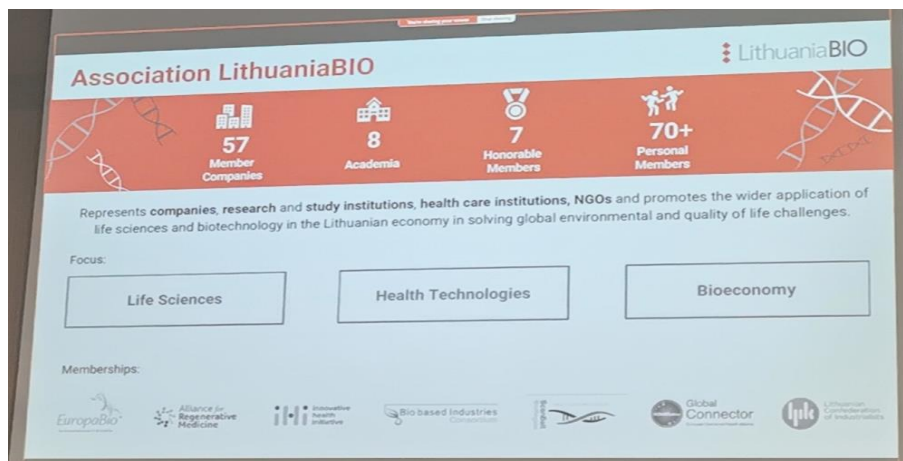 Association LithuaniaBIO
LithuaniaBIO
57
Member
Companies
8
Academia
7
Honorable
Members
70+
Personal
Members
Represents companies, research and study institutions, health care institutions, NGOs and promotes the wider application of
life sciences and biotechnology in the Lithuanian economy in solving global environmental and quality of life challenges.
Focus:
Life Sciences
Health Technologies
Bioeconomy
Memberships:
EuropaBio
Alliance for
Regenerative
Medicine
iHi
innovative
health
initiative
Bio based Industries
Consortium
Global
Connector
lpk
Lithuanian
Confederation
of Industrialists